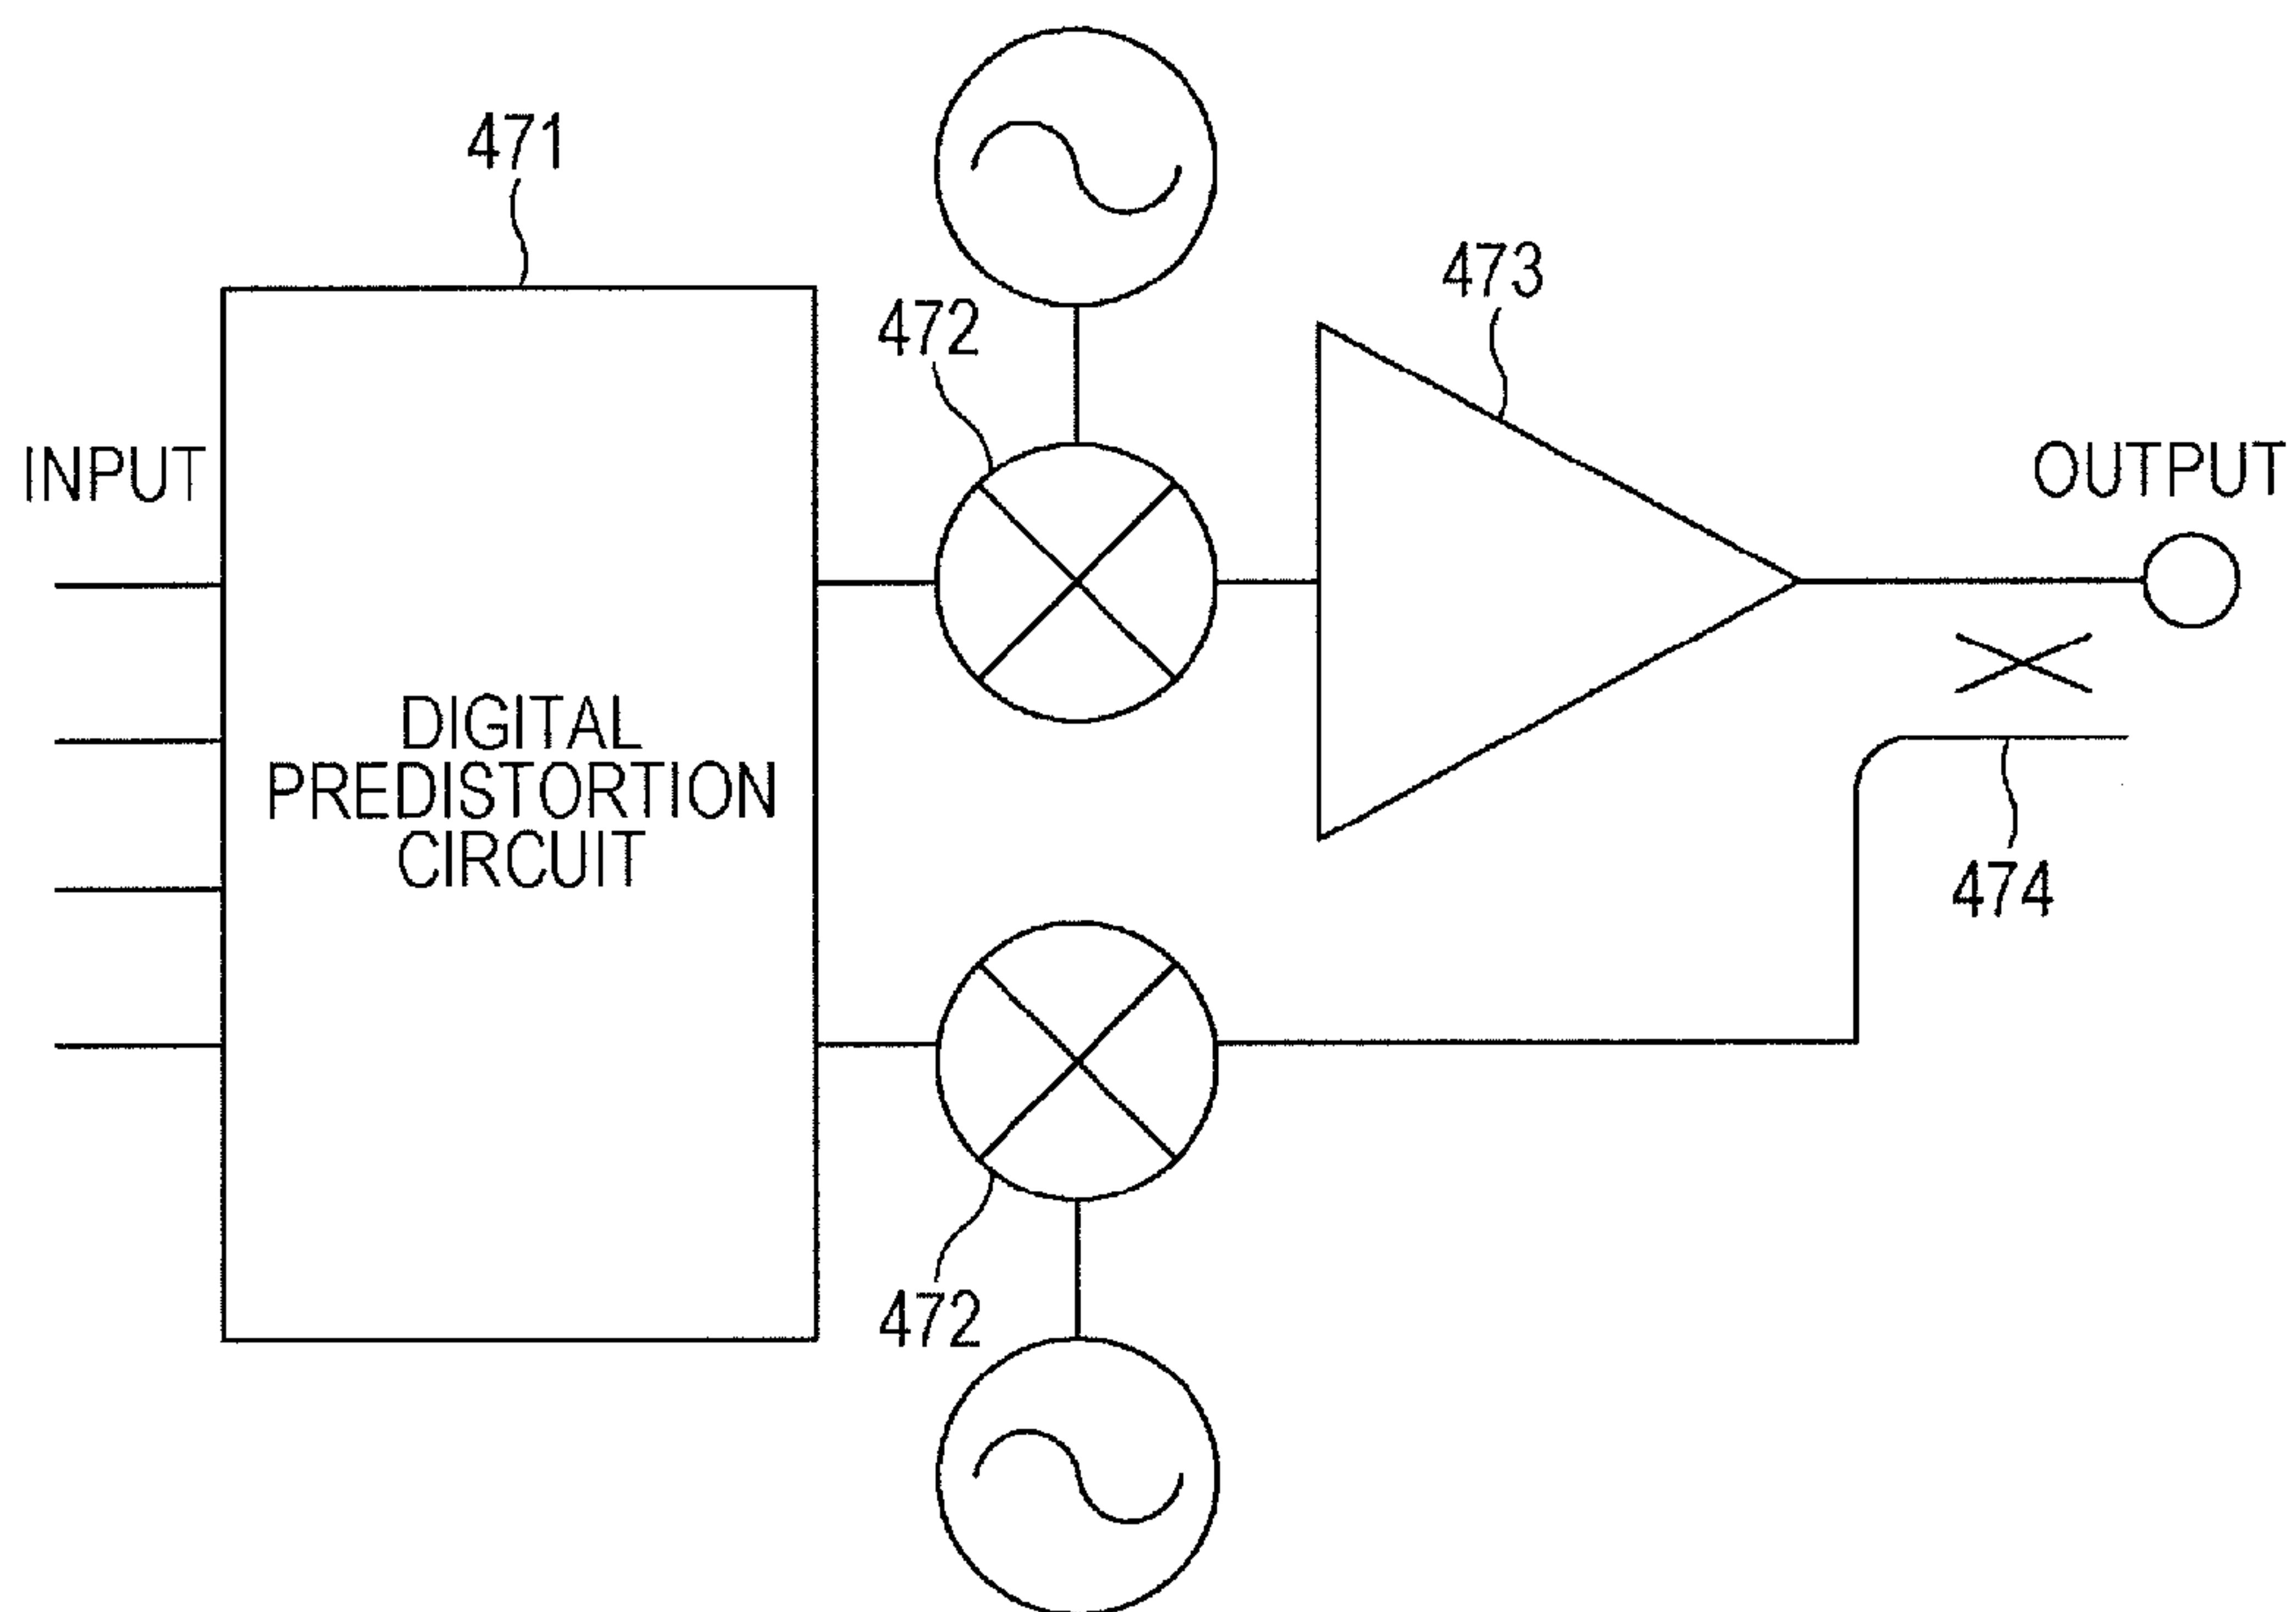 471
473
472
INPUT
OUTPUT
DIGITAL
PREDISTORTION
CIRCUIT
474
472